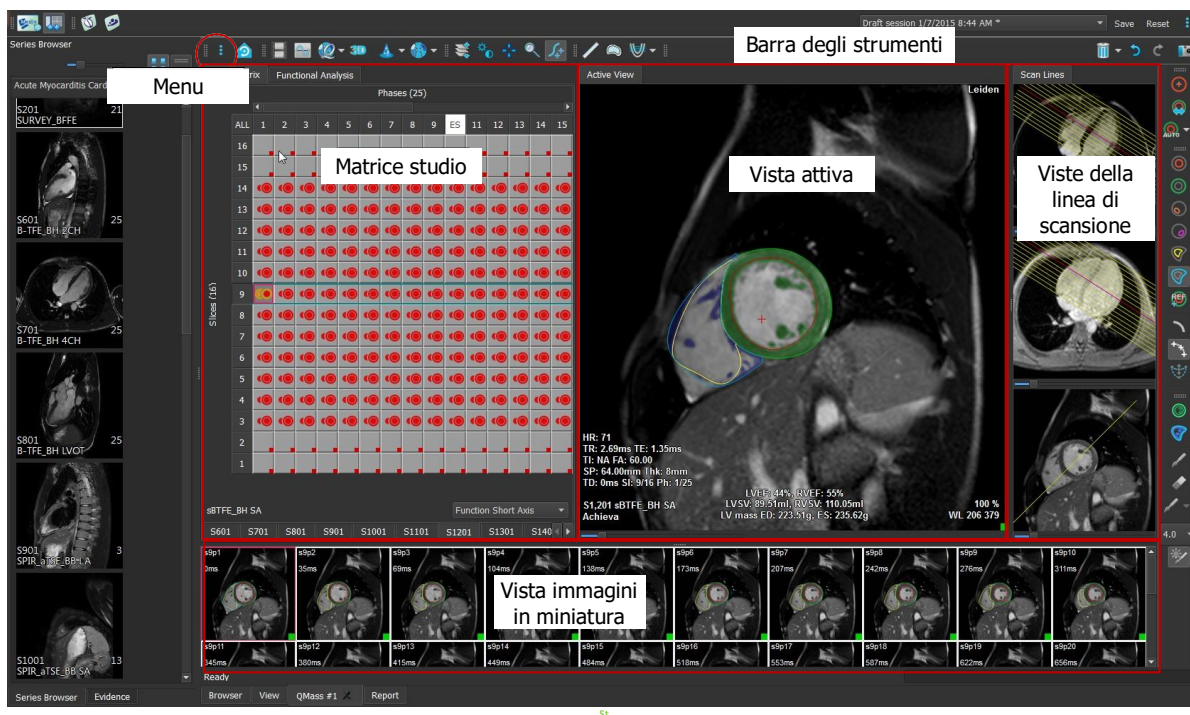 Draft session 1/7/2015 8:44 AM *
Save
Reset
Series Browser
3D
Barra degli strumenti
Menu
Acute Myocarditis Card
rix
Functional Analysis
Active View
Scan Lines
Phases (25)
ALL 1 2 3 4 5 6 7 8 9 ES 11 12 13 14 15
16
15
14
13
12
11
10
9
8
7
6
5
4
3
2
1
Slices (16)
Matrice studio
Leiden
Vista attiva
Viste della
linea di
scansione
AUTO
REF
S201 21
SURVEY_BFFE
S601 25
B-TFE_BH 2CH
S701 25
B-TFE_BH 4CH
S801 25
B-TFE_BH LVOT
S901 3
SPIR_aTSE_BB LA
S1001 13
SPIR_aTSE_BB SA
HR: 71
TR: 2.69ms TE: 1.35ms
TI: NA FA: 60.00
SP: 64.00mm Thk: 8mm
TD: 0ms Sl: 9/16 Ph: 1/25
S1,201 sBTFE_BH SA
Achieva
LVEF: 44%, RVEF: 55%
LVSV: 89.51ml, RVSV: 110.05ml
LV mass ED: 223.51g, ES: 235.62g
100 %
WL 206 379
sBTFE_BH SA
Function Short Axis
S601 S701 S801 S901 S1001 S1101 S1201 S1301 S140
4.0
s9p1 s9p2 s9p3 s9p4 s9p5 s9p6 s9p7 s9p8 s9p9 s9p10
0ms 35ms 69ms 104ms 138ms 173ms 207ms 242ms 276ms 311ms
Vista immagini
in miniatura
s9p11 s9p12 s9p13 s9p14 s9p15 s9p16 s9p17 s9p18 s9p19 s9p20
345ms 380ms 415ms 449ms 484ms 518ms 553ms 587ms 622ms 656ms
Ready
Series Browser
Evidence
Browser
View
QMass #1
Report
St